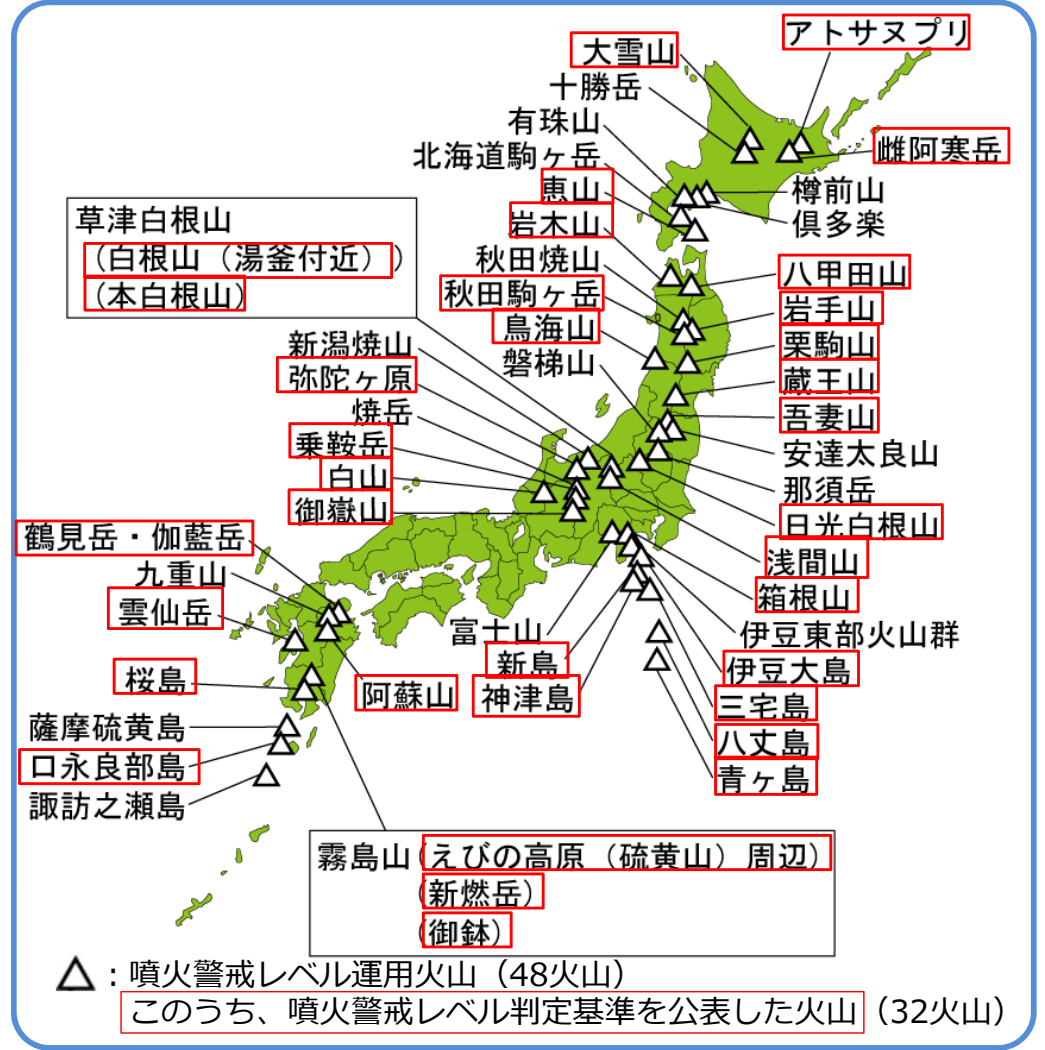 アトサヌプリ
大雪山
十勝岳
有珠山
北海道駒ヶ岳
雌阿寒岳
恵山
樽前山
倶多楽
岩木山
草津白根山
（白根山（湯釜付近））
（本白根山）
秋田焼山
八甲田山
秋田駒ヶ岳
岩手山
鳥海山
新潟焼山
栗駒山
磐梯山
弥陀ヶ原
蔵王山
焼岳
吾妻山
乗鞍岳
安達太良山
白山
那須岳
御嶽山
日光白根山
鶴見岳・伽藍岳
浅間山
九重山
箱根山
雲仙岳
富士山
伊豆東部火山群
新島
伊豆大島
桜島
阿蘇山
神津島
三宅島
薩摩硫黄島
八丈島
口永良部島
青ヶ島
諏訪之瀬島
霧島山（えびの高原（硫黄山）周辺）
（新燃岳）
（御鉢）
△：噴火警戒レベル運用火山（48火山）
このうち、噴火警戒レベル判定基準を公表した火山（32火山）